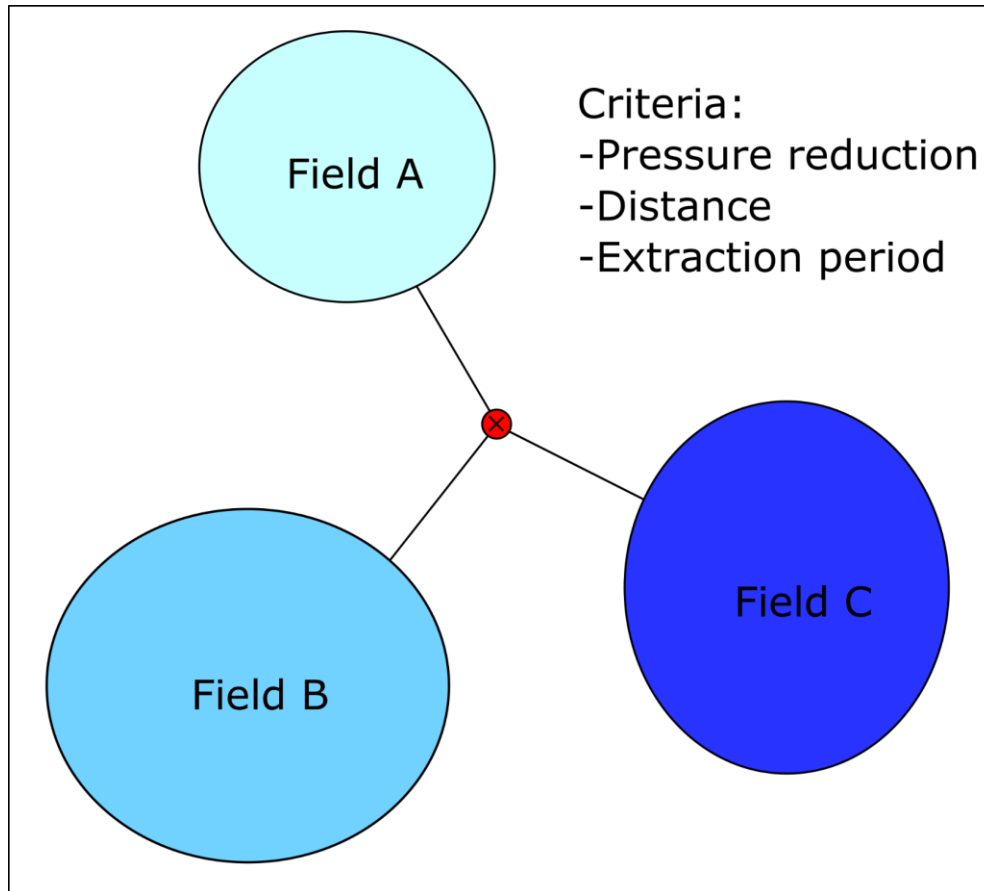 Field A
Criteria:
-Pressure reduction
-Distance
-Extraction period
Field C
Field B